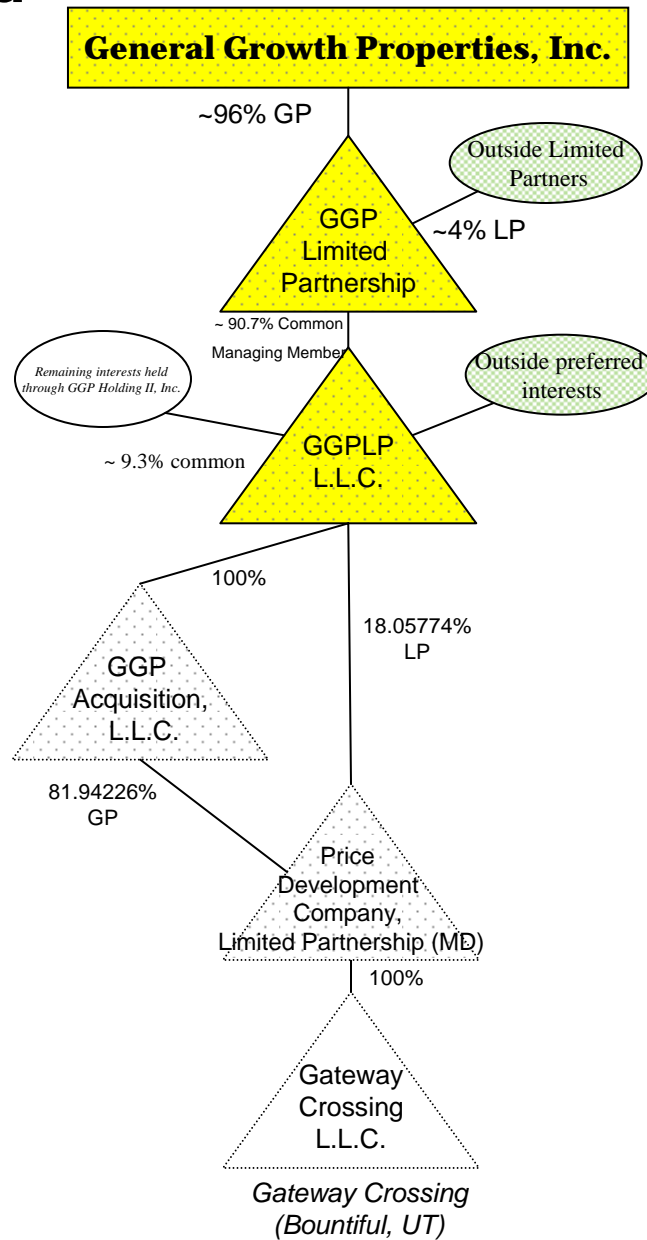 General Growth Properties, Inc.
~96% GP
Outside Limited
Partners
GGP
Limited
Partnership
~4% LP
~ 90.7% Common
Managing Member
Remaining interests held
through GGP Holding II, Inc.
Outside preferred
interests
~ 9.3% common
GGPLP
L.L.C.
100%
18.05774%
LP
GGP
Acquisition,
L.L.C.
81.94226%
GP
Price
Development
Company,
Limited Partnership (MD)
100%
Gateway
Crossing
L.L.C.
Gateway Crossing
(Bountiful, UT)